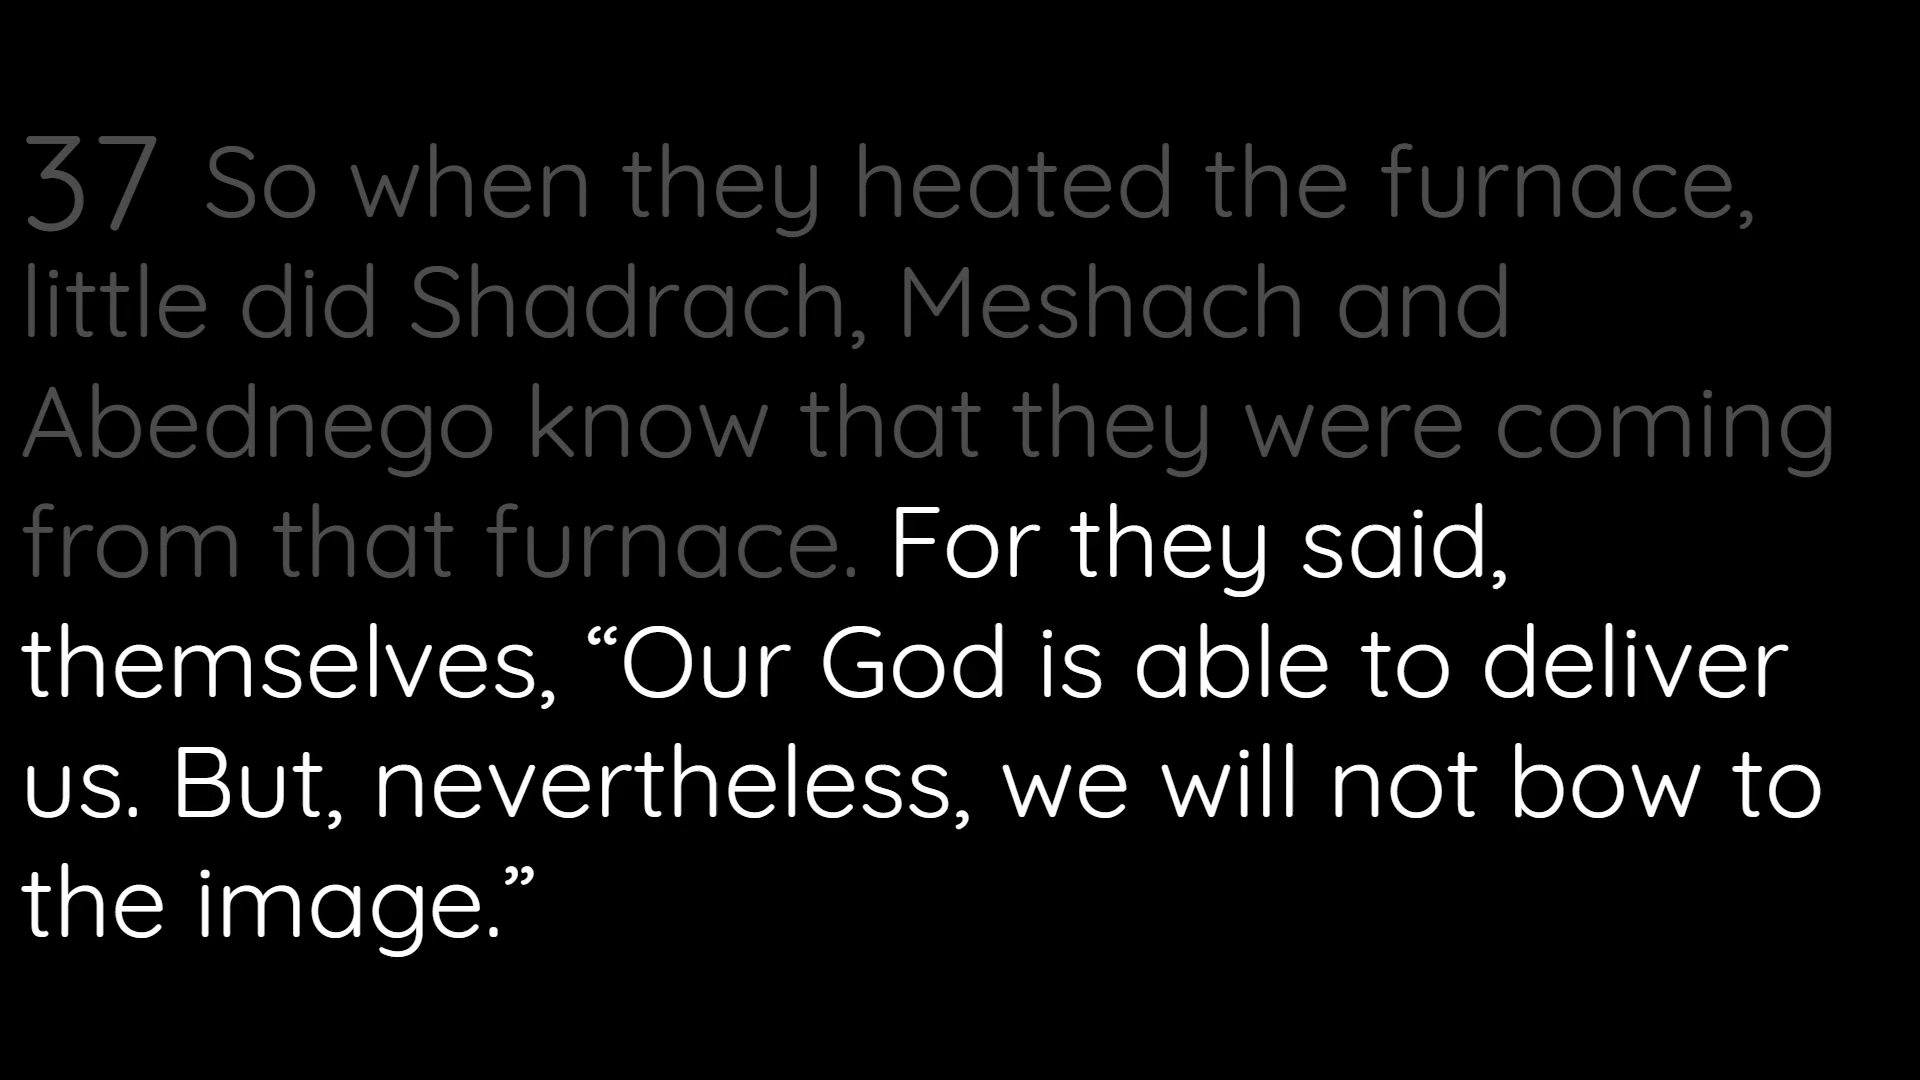 37 So when they heated the furnace,
little did Shadrach, Meshach and
Abednego know that they were coming
from that furnace. For they said,
themselves, “Our God is able to deliver
us. But, nevertheless, we will not bow to
the image.”